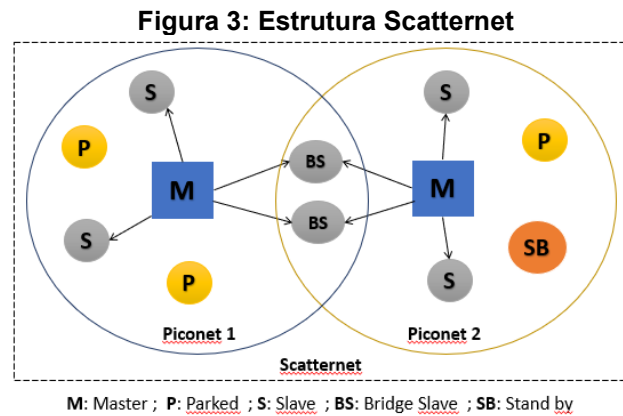 Figura 3: Estrutura Scatternet
S
S
P
P
BS
M
M
BS
S
SB
P
S
Piconet 1
Piconet 2
Scatternet
M: Master ; P: Parked ; S: Slave ; BS: Bridge Slave ; SB: Stand by